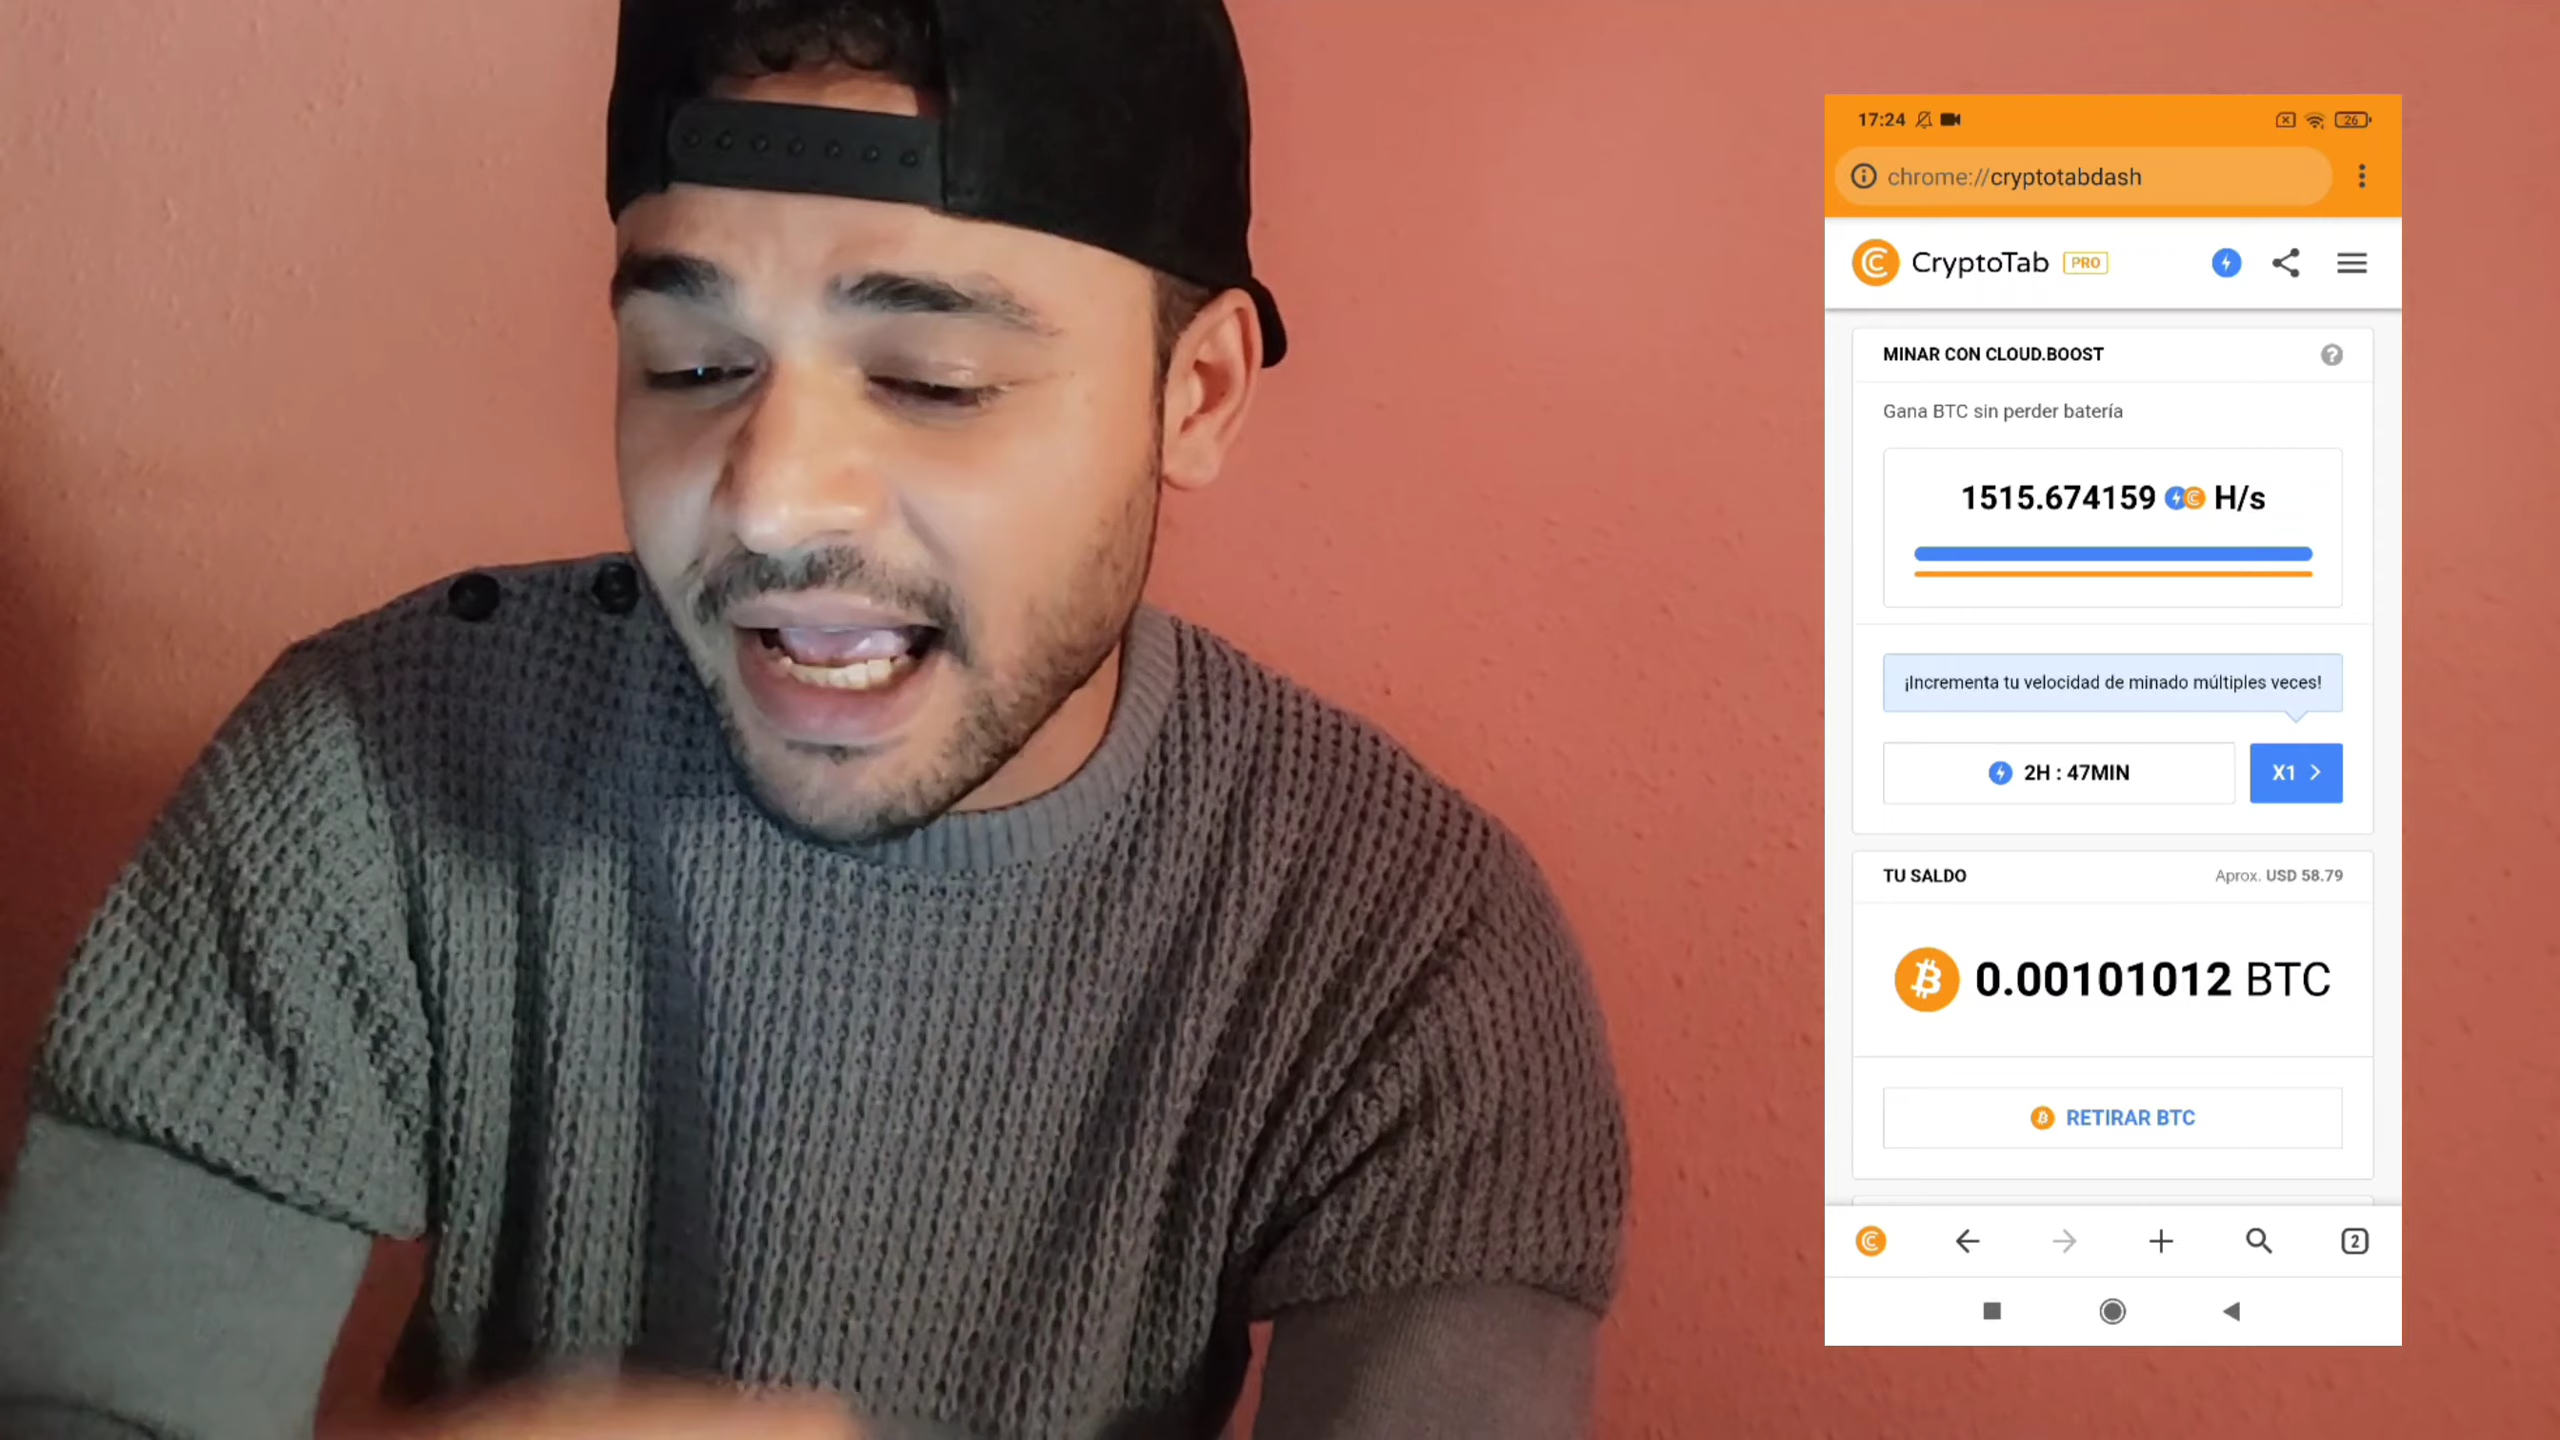 17:24
26
chrome://cryptotabdash
CryptoTab PRO
MINAR CON CLOUD.BOOST ?
Gana BTC sin perder batería
1515.674159 H/s
¡Incrementa tu velocidad de minado múltiples veces!
2H : 47MIN X1 >
TU SALDO Aprox. USD 58.79
0.00101012 BTC
RETIRAR BTC
2